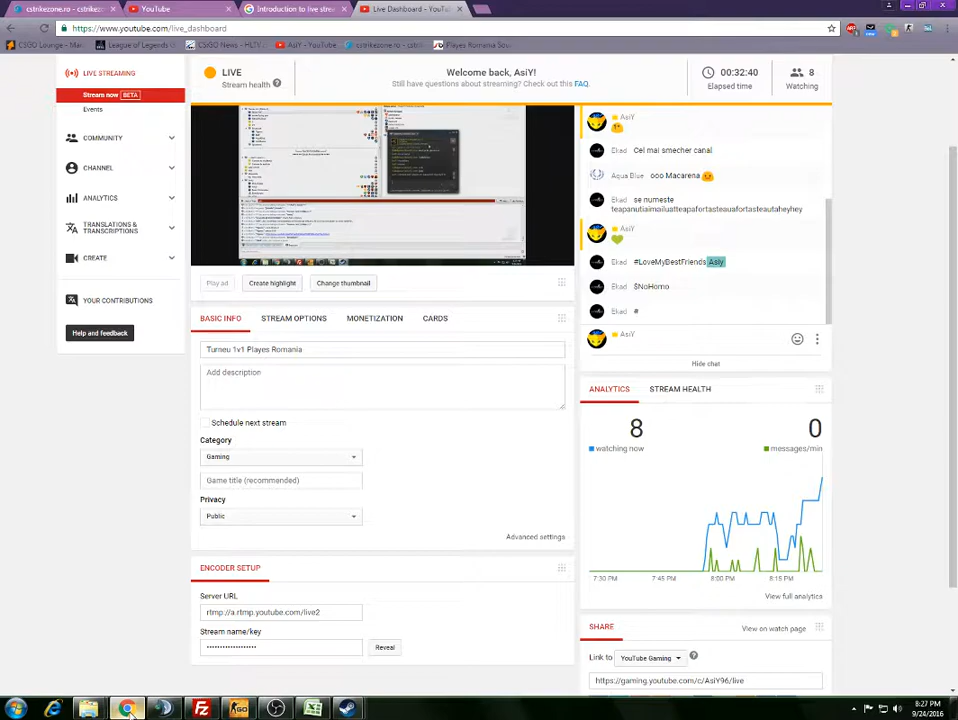 cstrikezone.ro - cstrikezon
YouTube
Introduction to live stre
Live Dashboard - YouTu
https://www.youtube.com/live_dashboard
CSGO Lounge - Mar
League of Legends
CS:GO News - HLTV
AsiY - YouTube
cstrikezone.ro - cstri
Playes Romana Sov
LIVE STREAMING
Stream now BETA
Events
COMMUNITY
CHANNEL
ANALYTICS
TRANSLATIONS & TRANSCRIPTIONS
CREATE
YOUR CONTRIBUTIONS
Help and feedback
LIVE
Stream health ?
Welcome back, AsiY!
Still have questions about streaming? Check out this FAQ.
00:32:40
Elapsed time
8
Watching
Play ad
Create highlight
Change thumbnail
BASIC INFO
STREAM OPTIONS
MONETIZATION
CARDS
Turneu 1v1 Playes Romania
Add description
Schedule next stream
Category
Gaming
Game title (recommended)
Privacy
Public
Advanced settings
ENCODER SETUP
Server URL
rtmp://a.rtmp.youtube.com/live2
Stream name/key
••••••••••••••••••••
Reveal
AsiY
Ekad Cel mai smecher canal
Aqua Blue ooo Macarena
Ekad se numeste
teapanutiaimailuatteapafortasteauafortasteautaheyhey
AsiY
Ekad #LoveMyBestFriends Asiy
Ekad $NoHomo
Ekad #
AsiY
Hide chat
ANALYTICS
STREAM HEALTH
8
watching now
0
messages/min
7:30 PM
7:45 PM
8:00 PM
8:15 PM
View full analytics
SHARE
View on watch page
Link to YouTube Gaming ?
https://gaming.youtube.com/c/AsiY96/live
8:27 PM
9/24/2016